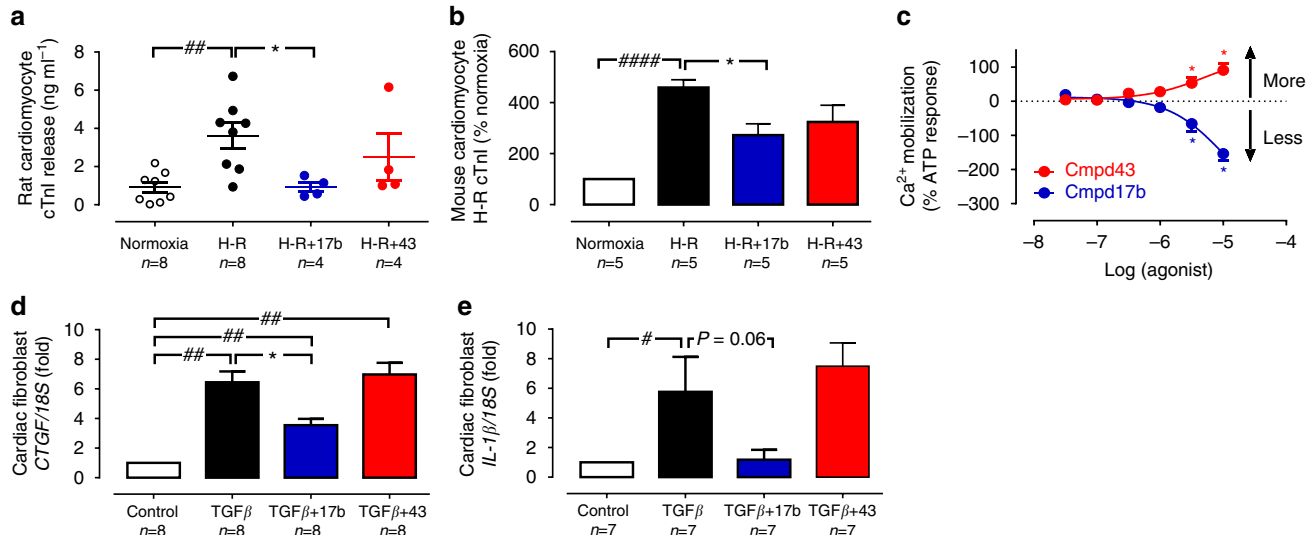 a
Rat cardiomyocyte
cTnI release (ng ml⁻¹)
8
6
4
2
0
##
*
Normoxia
n=8
H-R
n=8
H-R+17b
n=4
H-R+43
n=4
b
Mouse cardiomyocyte
H-R cTnI (% normoxia)
600
400
200
0
####
*
Normoxia
n=5
H-R
n=5
H-R+17b
n=5
H-R+43
n=5
c
Ca²⁺ mobilization
(% ATP response)
100
0
−100
−200
−300
* *
* *
More
Less
Cmpd43
Cmpd17b
−8 −7 −6 −5 −4
Log (agonist)
d
Cardiac fibroblast
CTGF/18S (fold)
10
8
6
4
2
0
##
##
## *
Control
n=8
TGFβ
n=8
TGFβ+17b
n=8
TGFβ+43
n=8
e
Cardiac fibroblast
IL-1β/18S (fold)
10
8
6
4
2
0
# P = 0.06
Control
n=7
TGFβ
n=7
TGFβ+17b
n=7
TGFβ+43
n=7